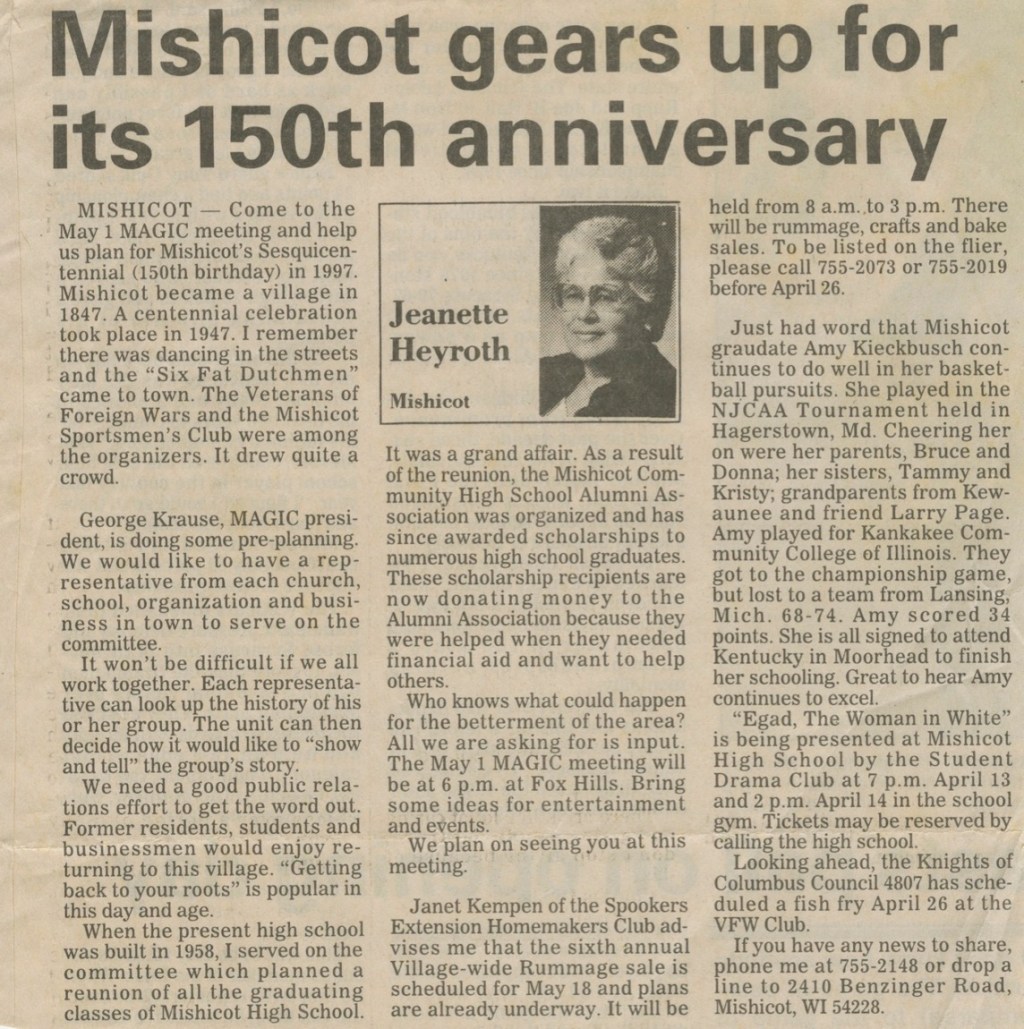 Mishicot gears up for
its 150th anniversary
MISHICOT — Come to the
May 1 MAGIC meeting and help
us plan for Mishicot's Sesquicen-
tennial (150th birthday) in 1997.
Mishicot became a village in
1847. A centennial celebration
took place in 1947. I remember
there was dancing in the streets
and the "Six Fat Dutchmen"
came to town. The Veterans of
Foreign Wars and the Mishicot
Sportsmen's Club were among
the organizers. It drew quite a
crowd.
George Krause, MAGIC presi-
dent, is doing some pre-planning.
We would like to have a rep-
resentative from each church,
school, organization and busi-
ness in town to serve on the
committee.
It won't be difficult if we all
work together. Each representa-
tive can look up the history of his
or her group. The unit can then
decide how it would like to "show
and tell" the group's story.
We need a good public rela-
tions effort to get the word out.
Former residents, students and
businessmen would enjoy re-
turning to this village. "Getting
back to your roots" is popular in
this day and age.
When the present high school
was built in 1958, I served on the
committee which planned a
reunion of all the graduating
classes of Mishicot High School.
Jeanette
Heyroth
Mishicot
It was a grand affair. As a result
of the reunion, the Mishicot Com-
munity High School Alumni As-
sociation was organized and has
since awarded scholarships to
numerous high school graduates.
These scholarship recipients are
now donating money to the
Alumni Association because they
were helped when they needed
financial aid and want to help
others.
Who knows what could happen
for the betterment of the area?
All we are asking for is input.
The May 1 MAGIC meeting will
be at 6 p.m. at Fox Hills. Bring
some ideas for entertainment
and events.
We plan on seeing you at this
meeting.
Janet Kempen of the Spookers
Extension Homemakers Club ad-
vises me that the sixth annual
Village-wide Rummage sale is
scheduled for May 18 and plans
are already underway. It will be
held from 8 a.m. to 3 p.m. There
will be rummage, crafts and bake
sales. To be listed on the flier,
please call 755-2073 or 755-2019
before April 26.
Just had word that Mishicot
graudate Amy Kieckbusch con-
tinues to do well in her basket-
ball pursuits. She played in the
NJCAA Tournament held in
Hagerstown, Md. Cheering her
on were her parents, Bruce and
Donna; her sisters, Tammy and
Kristy; grandparents from Kew-
aunee and friend Larry Page.
Amy played for Kankakee Com-
munity College of Illinois. They
got to the championship game,
but lost to a team from Lansing,
Mich. 68-74. Amy scored 34
points. She is all signed to attend
Kentucky in Moorhead to finish
her schooling. Great to hear Amy
continues to excel.
"Egad, The Woman in White"
is being presented at Mishicot
High School by the Student
Drama Club at 7 p.m. April 13
and 2 p.m. April 14 in the school
gym. Tickets may be reserved by
calling the high school.
Looking ahead, the Knights of
Columbus Council 4807 has sche-
duled a fish fry April 26 at the
VFW Club.
If you have any news to share,
phone me at 755-2148 or drop a
line to 2410 Benzinger Road,
Mishicot, WI 54228.